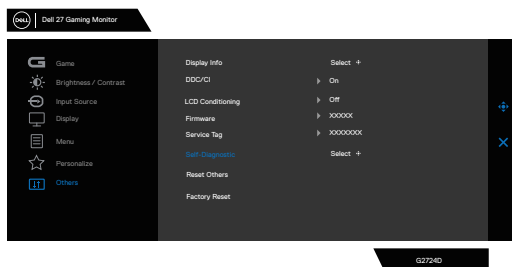 DELL Dell 27 Gaming Monitor
Game
Brightness / Contrast
Input Source
Display
Menu
Personalize
Others
Display Info Select +
DDC/CI On
LCD Conditioning Off
Firmware XXXXX
Service Tag XXXXXXX
Self-Diagnostic Select +
Reset Others
Factory Reset
G2724D